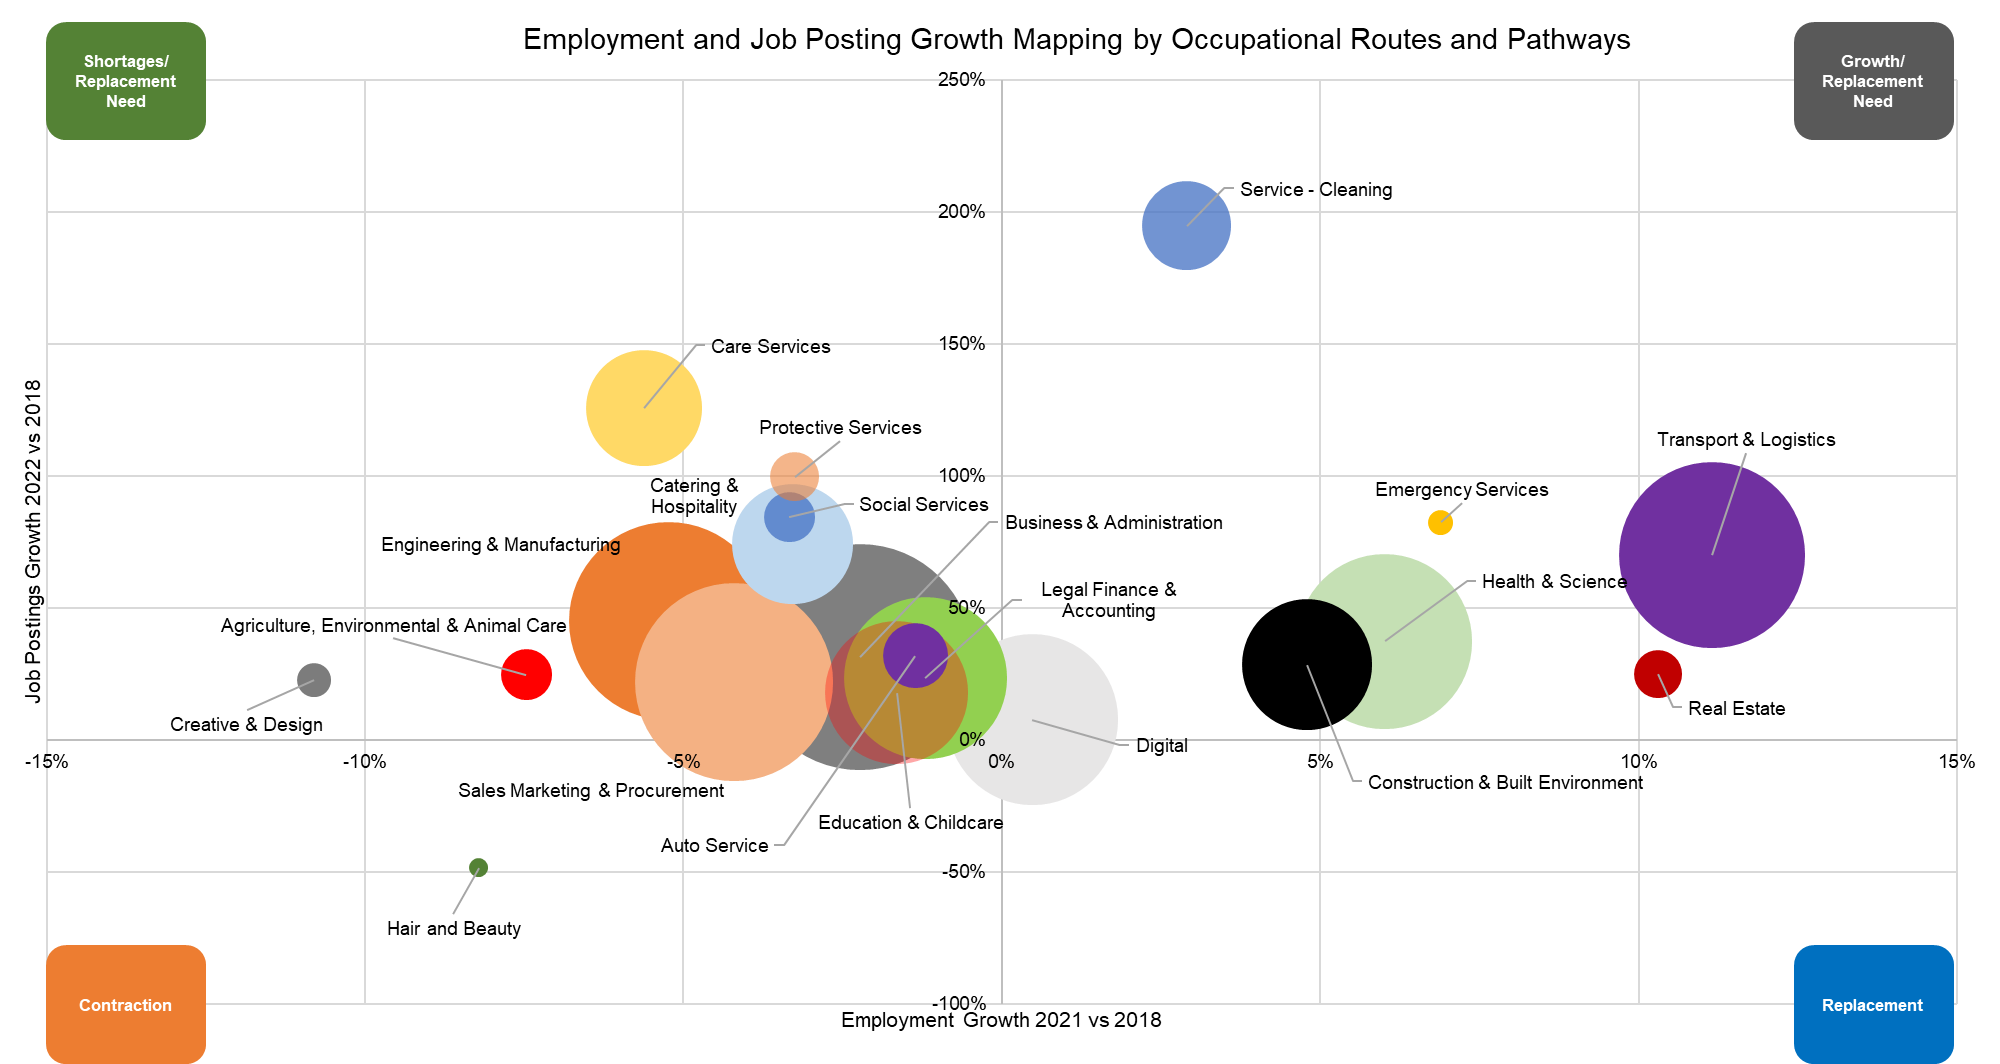 Employment and Job Posting Growth Mapping by Occupational Routes and Pathways
Shortages/
Replacement
Need
Growth/
Replacement
Need
250%
200%
150%
100%
50%
0%
-50%
-100%
-15%
-10%
-5%
0%
5%
10%
15%
Job Postings Growth 2022 vs 2018
Employment Growth 2021 vs 2018
Service - Cleaning
Care Services
Protective Services
Transport & Logistics
Catering &
Hospitality
Social Services
Emergency Services
Business & Administration
Engineering & Manufacturing
Legal Finance &
Accounting
Health & Science
Agriculture, Environmental & Animal Care
Creative & Design
Real Estate
Digital
Construction & Built Environment
Sales Marketing & Procurement
Education & Childcare
Auto Service
Hair and Beauty
Contraction
Replacement